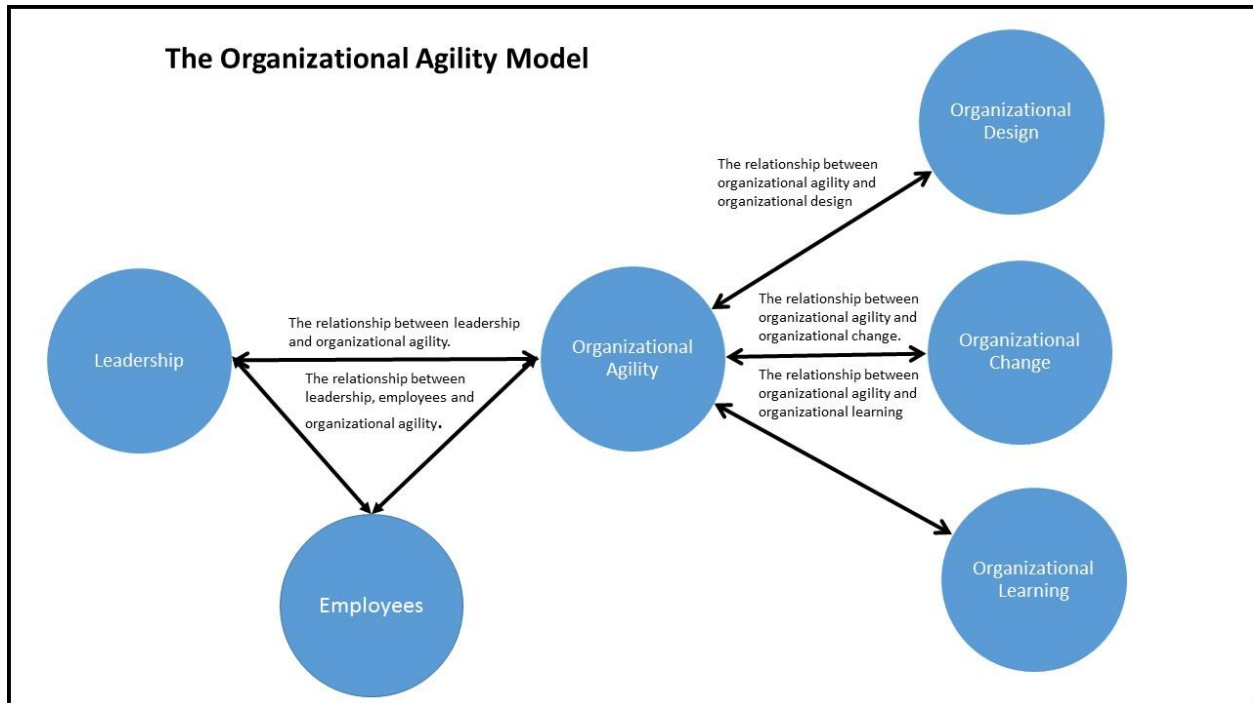 The Organizational Agility Model
Organizational
Design
The relationship between
organizational agility and
organizational design
Leadership
The relationship between leadership
and organizational agility.
The relationship between
leadership, employees and
organizational agility.
Organizational
Agility
The relationship between
organizational agility and
organizational change.
The relationship between
organizational agility and
organizational learning
Organizational
Change
Employees
Organizational
Learning